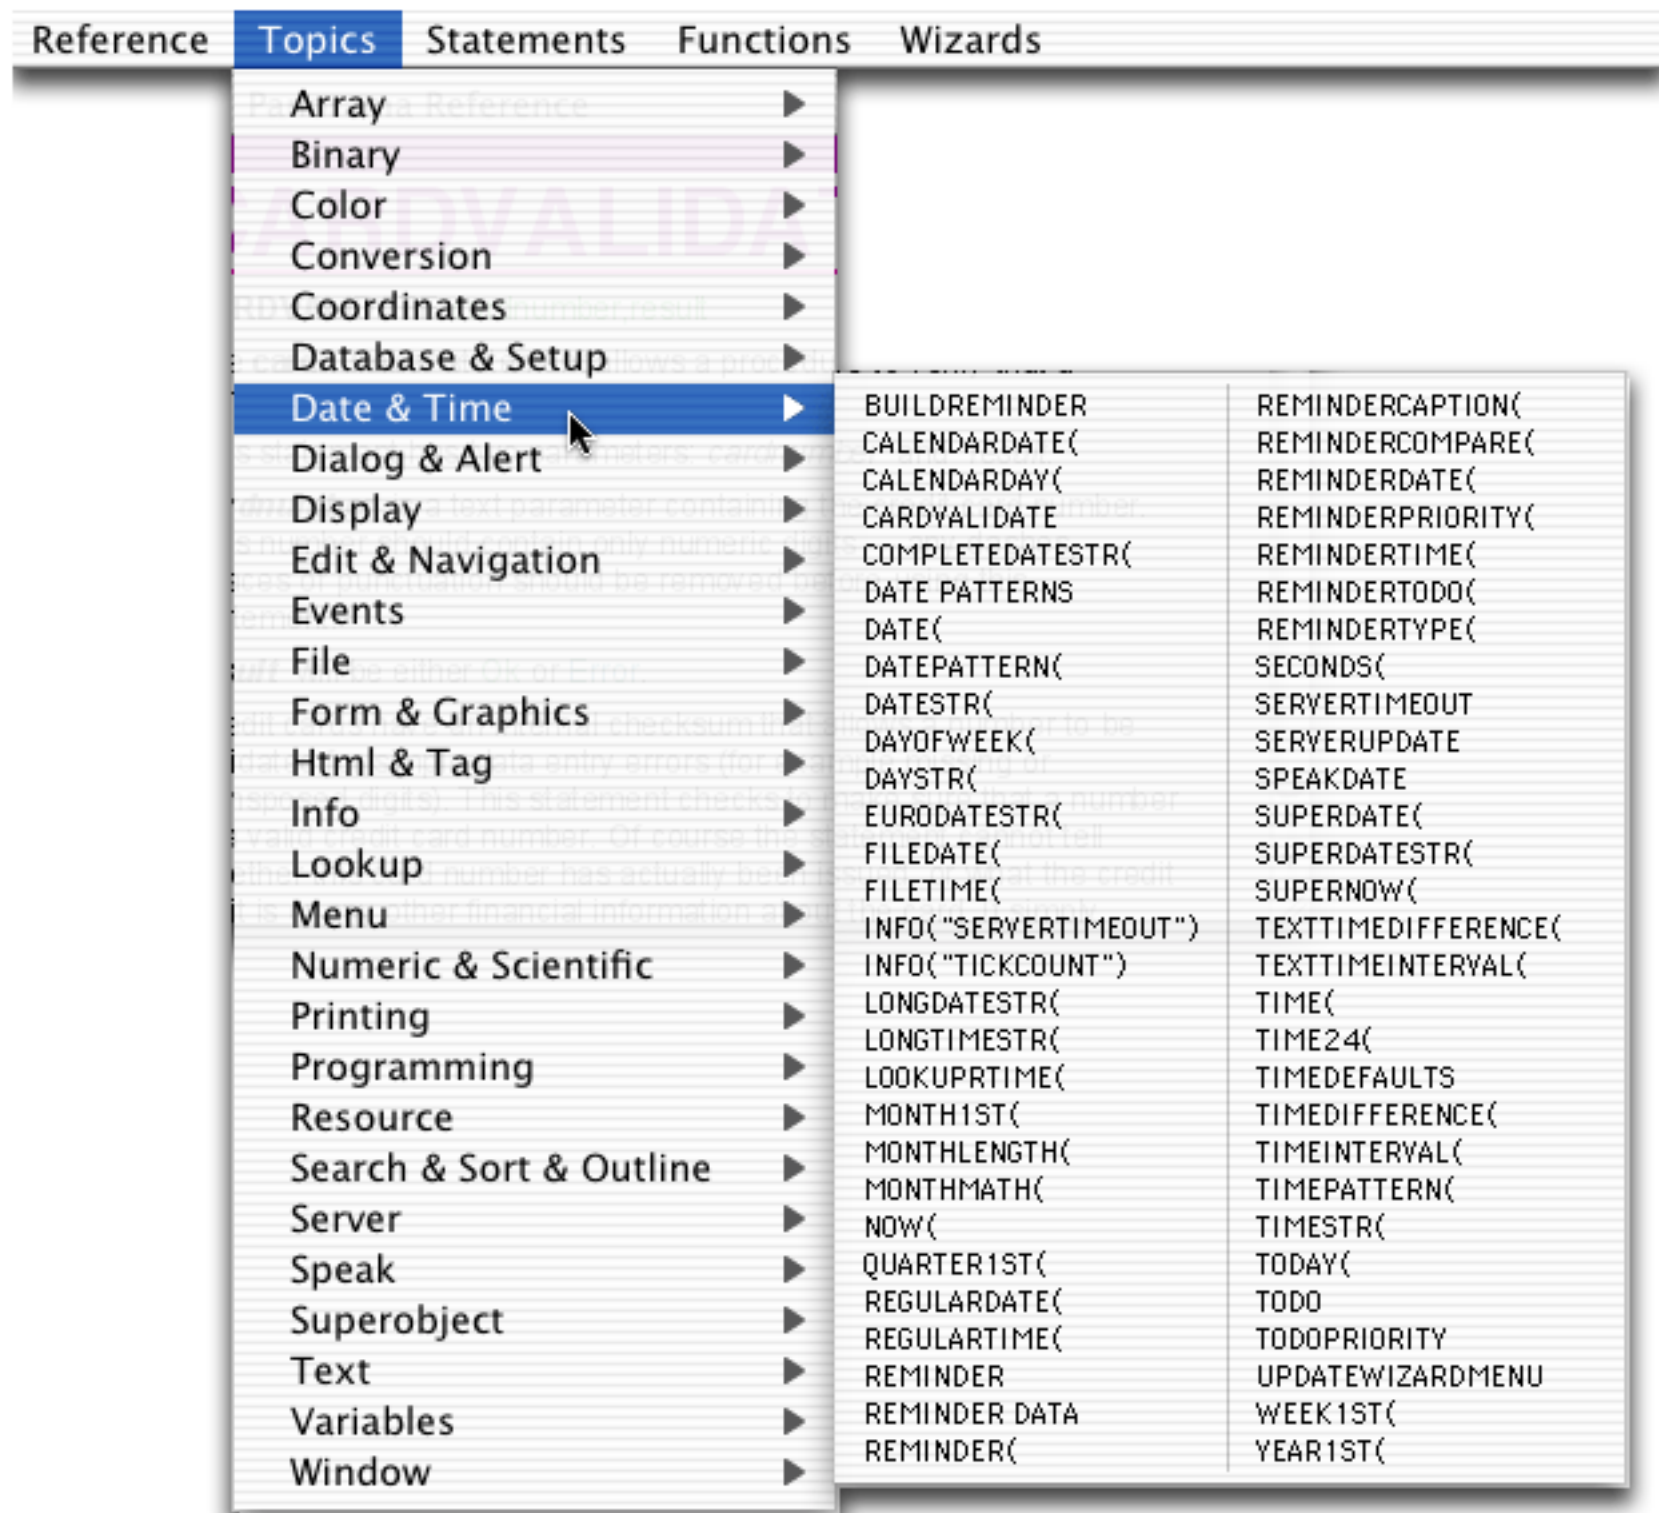 Reference Topics Statements Functions Wizards
Array
Binary
Color
Conversion
Coordinates
Database & Setup
Date & Time
Dialog & Alert
Display
Edit & Navigation
Events
File
Form & Graphics
Html & Tag
Info
Lookup
Menu
Numeric & Scientific
Printing
Programming
Resource
Search & Sort & Outline
Server
Speak
Superobject
Text
Variables
Window
BUILDREMINDER
CALENDARDATE(
CALENDARDAY(
CARDVALIDATE
COMPLETEDATESTR(
DATE PATTERNS
DATE(
DATEPATTERN(
DATESTR(
DAYOFWEEK(
DAYSTR(
EURODATESTR(
FILEDATE(
FILETIME(
INFO("SERVERTIMEOUT")
INFO("TICKCOUNT")
LONGDATESTR(
LONGTIMESTR(
LOOKUPRTIME(
MONTH1ST(
MONTHLENGTH(
MONTHMATH(
NOW(
QUARTER1ST(
REGULARDATE(
REGULARTIME(
REMINDER
REMINDER DATA
REMINDER(
REMINDERCAPTION(
REMINDERCOMPARE(
REMINDERDATE(
REMINDERPRIORITY(
REMINDERTIME(
REMINDERTODO(
REMINDERTYPE(
SECONDS(
SERVERTIMEOUT
SERVERUPDATE
SPEAKDATE
SUPERDATE(
SUPERDATESTR(
SUPERNOW(
TEXTTIMEDIFFERENCE(
TEXTTIMEINTERVAL(
TIME(
TIME24(
TIMEDEFAULTS
TIMEDIFFERENCE(
TIMEINTERVAL(
TIMEPATTERN(
TIMESTR(
TODAY(
TODO
TODOPRIORITY
UPDATEWIZARDMENU
WEEK1ST(
YEAR1ST(